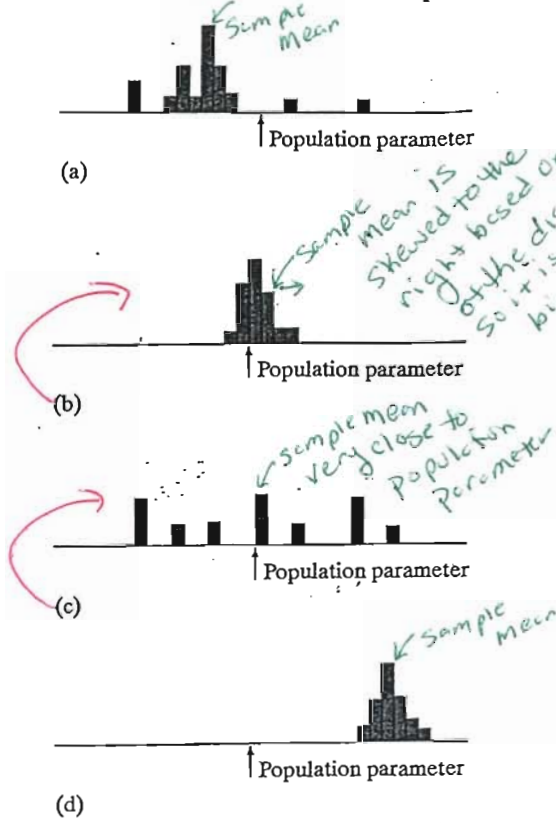 Sample
Mean
Population parameter
(a)
sample
mean is
skewed to the
right based on
of the
so it is
Population parameter
(b)
sample mean
very close to
population
parameter
Population parameter
(c)
sample
mean
Population parameter
(d)